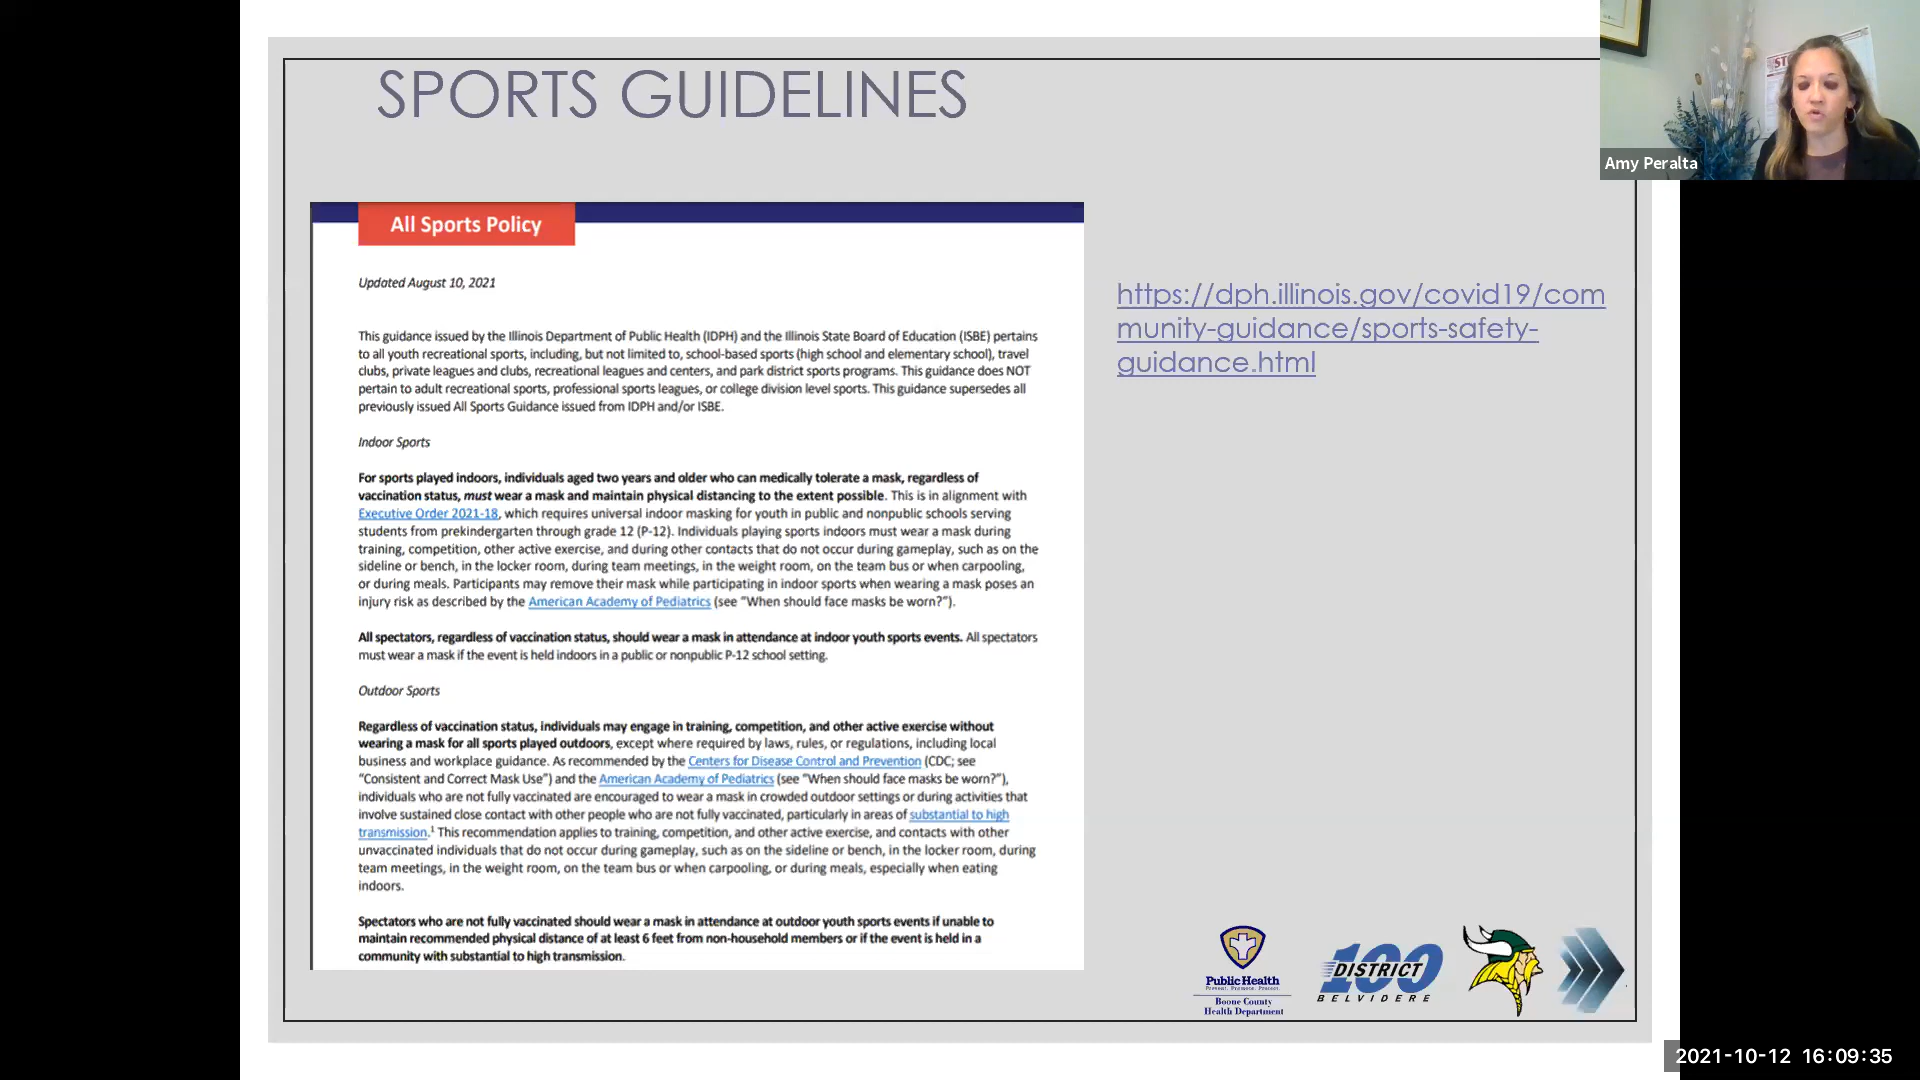 SPORTS GUIDELINES
Amy Peralta
All Sports Policy
Updated August 10, 2021
This guidance issued by the Illinois Department of Public Health (IDPH) and the Illinois State Board of Education (ISBE) pertains
to all youth recreational sports, including, but not limited to, school-based sports (high school and elementary school), travel
clubs, private leagues and clubs, recreational leagues and centers, and park district sports programs. This guidance does NOT
pertain to adult recreational sports, professional sports leagues, or college division level sports. This guidance supersedes all
previously issued All Sports Guidance issued from IDPH and/or ISBE.
Indoor Sports
For sports played indoors, individuals aged two years and older who can medically tolerate a mask, regardless of
vaccination status, must wear a mask and maintain physical distancing to the extent possible. This is in alignment with
Executive Order 2021-18, which requires universal indoor masking for youth in public and nonpublic schools serving
students from prekindergarten through grade 12 (P-12). Individuals playing sports indoors must wear a mask during
training, competition, other active exercise, and during other contacts that do not occur during gameplay, such as on the
sideline or bench, in the locker room, during team meetings, in the weight room, on the team bus or when carpooling,
or during meals. Participants may remove their mask while participating in indoor sports when wearing a mask poses an
injury risk as described by the American Academy of Pediatrics (see “When should face masks be worn?”).
All spectators, regardless of vaccination status, should wear a mask in attendance at indoor youth sports events. All spectators
must wear a mask if the event is held indoors in a public or nonpublic P-12 school setting.
Outdoor Sports
Regardless of vaccination status, individuals may engage in training, competition, and other active exercise without
wearing a mask for all sports played outdoors, except where required by laws, rules, or regulations, including local
business and workplace guidance. As recommended by the Centers for Disease Control and Prevention (CDC; see
“Consistent and Correct Mask Use”) and the American Academy of Pediatrics (see “When should face masks be worn?”),
individuals who are not fully vaccinated are encouraged to wear a mask in crowded outdoor settings or during activities that
involve sustained close contact with other people who are not fully vaccinated, particularly in areas of substantial to high
transmission.¹ This recommendation applies to training, competition, and other active exercise, and contacts with other
unvaccinated individuals that do not occur during gameplay, such as on the sideline or bench, in the locker room, during
team meetings, in the weight room, on the team bus or when carpooling, or during meals, especially when eating
indoors.
Spectators who are not fully vaccinated should wear a mask in attendance at outdoor youth sports events if unable to
maintain recommended physical distance of at least 6 feet from non-household members or if the event is held in a
community with substantial to high transmission.
https://dph.illinois.gov/covid19/com
munity-guidance/sports-safety-
guidance.html
Public Health
Prevent. Promote. Protect.
Boone County
Health Department
DISTRICT 100
BELVIDERE
2021-10-12 16:09:35